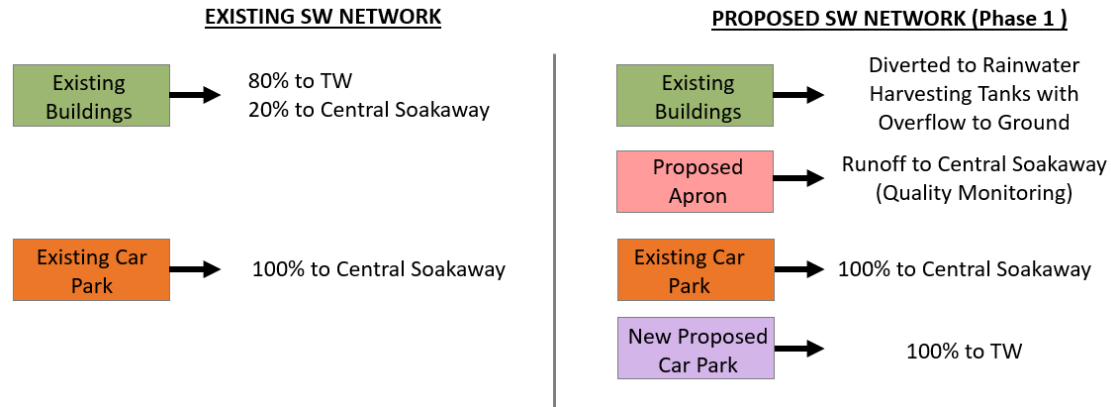 EXISTING SW NETWORK
Existing
Buildings
80% to TW
20% to Central Soakaway
Existing Car
Park
100% to Central Soakaway
PROPOSED SW NETWORK (Phase 1 )
Existing
Buildings
Diverted to Rainwater
Harvesting Tanks with
Overflow to Ground
Proposed
Apron
Runoff to Central Soakaway
(Quality Monitoring)
Existing Car
Park
100% to Central Soakaway
New Proposed
Car Park
100% to TW